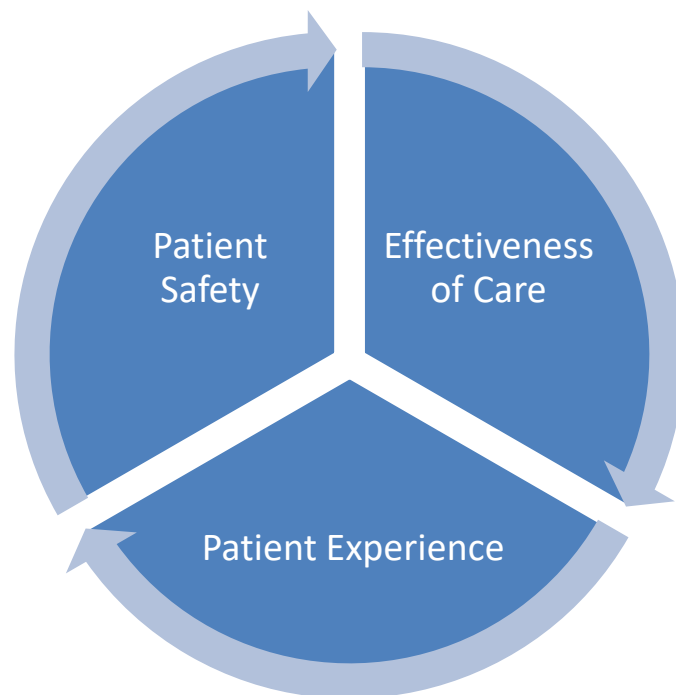 Patient
Safety
Effectiveness
of Care
Patient Experience